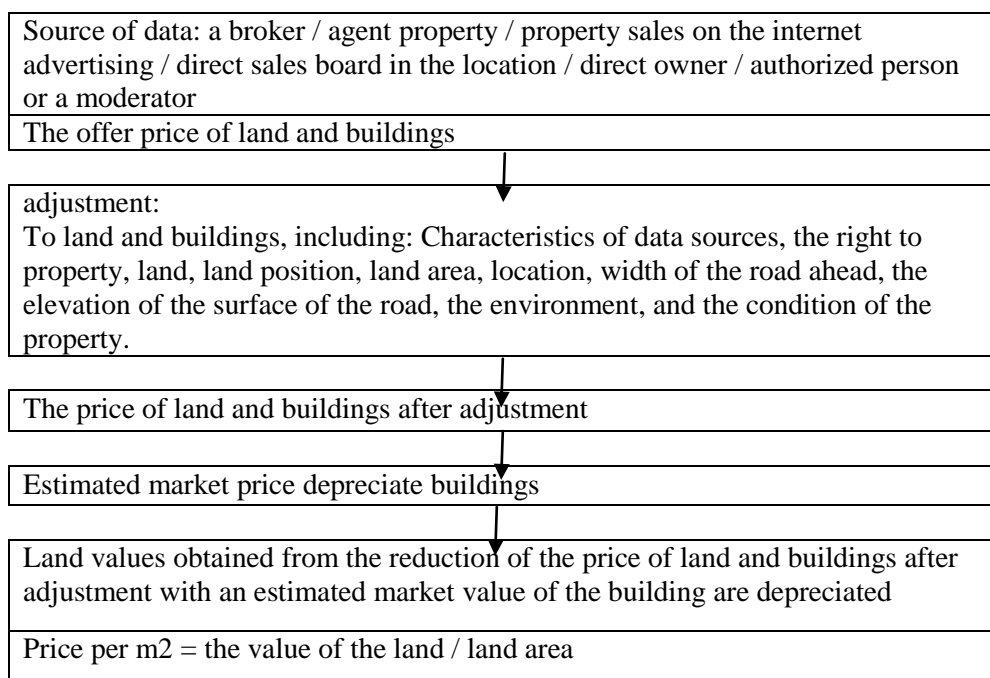 Source of data: a broker / agent property / property sales on the internet
advertising / direct sales board in the location / direct owner / authorized person
or a moderator
The offer price of land and buildings
adjustment:
To land and buildings, including: Characteristics of data sources, the right to
property, land, land position, land area, location, width of the road ahead, the
elevation of the surface of the road, the environment, and the condition of the
property.
The price of land and buildings after adjustment
Estimated market price depreciate buildings
Land values obtained from the reduction of the price of land and buildings after
adjustment with an estimated market value of the building are depreciated
Price per m2 = the value of the land / land area